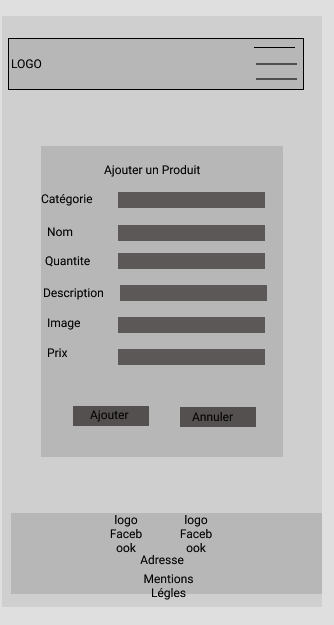 LOGO
Ajouter un Produit
Catégorie
Nom
Quantite
Description
Image
Prix
Ajouter Annuler
logo logo
Faceb Faceb
ook ook
Adresse
Mentions
Légles